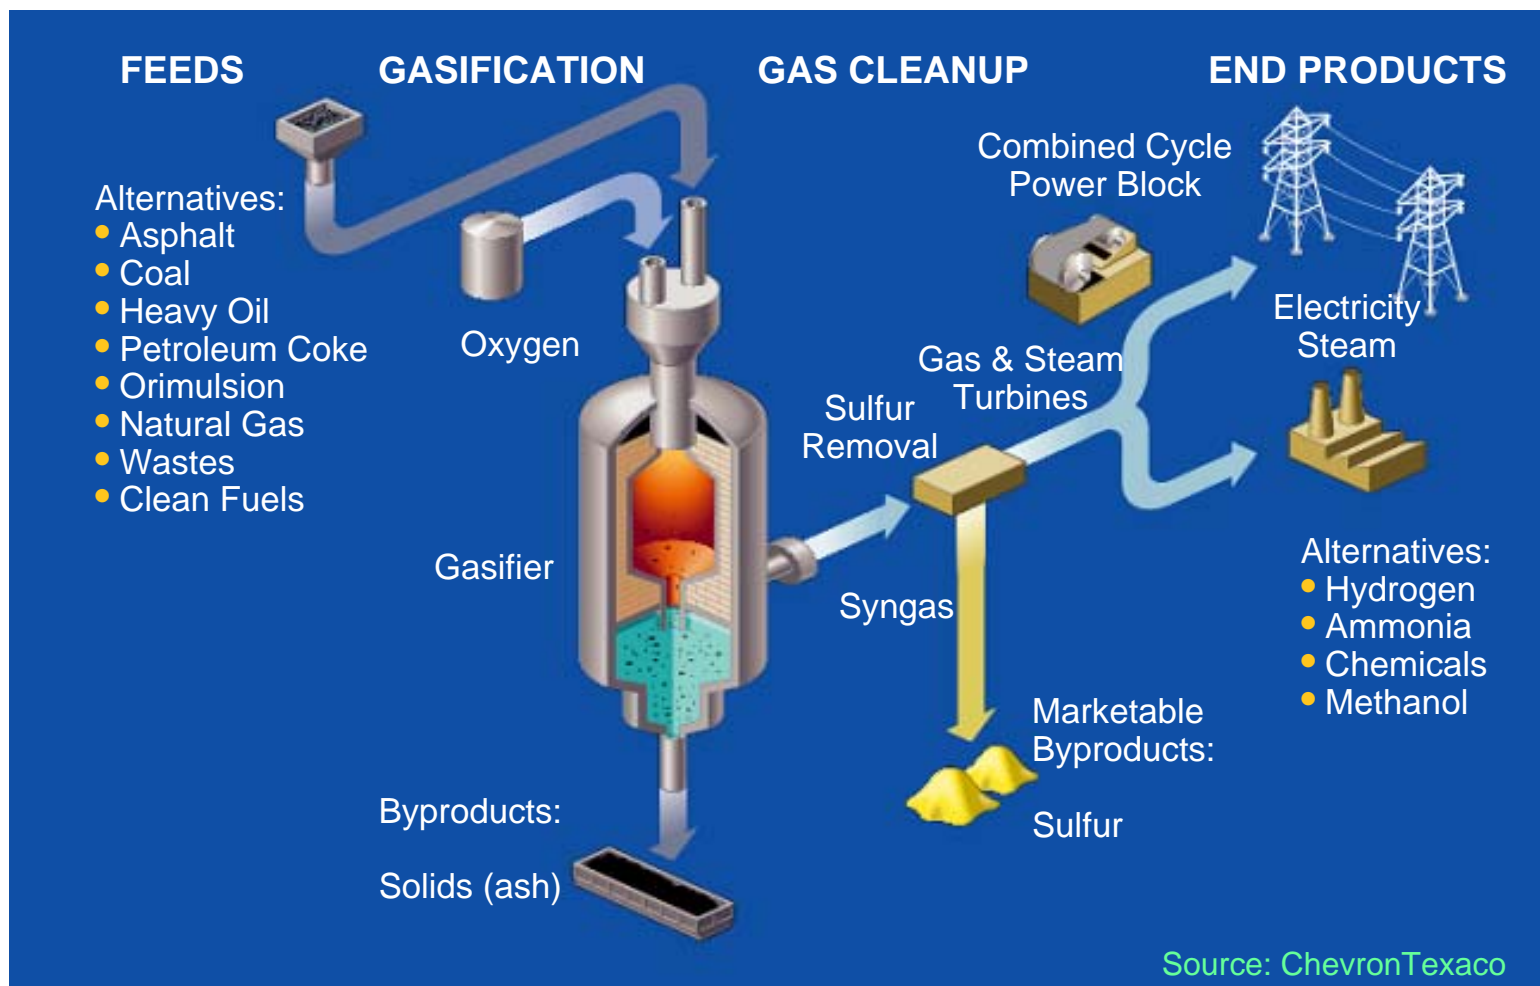 FEEDS
GASIFICATION
GAS CLEANUP
END PRODUCTS
Alternatives:
• Asphalt
• Coal
• Heavy Oil
• Petroleum Coke
• Orimulsion
• Natural Gas
• Wastes
• Clean Fuels
Oxygen
Gasifier
Byproducts:
Solids (ash)
Combined Cycle
Power Block
Gas & Steam
Turbines
Sulfur
Removal
Syngas
Marketable
Byproducts:
Sulfur
Electricity
Steam
Alternatives:
• Hydrogen
• Ammonia
• Chemicals
• Methanol
Source: ChevronTexaco